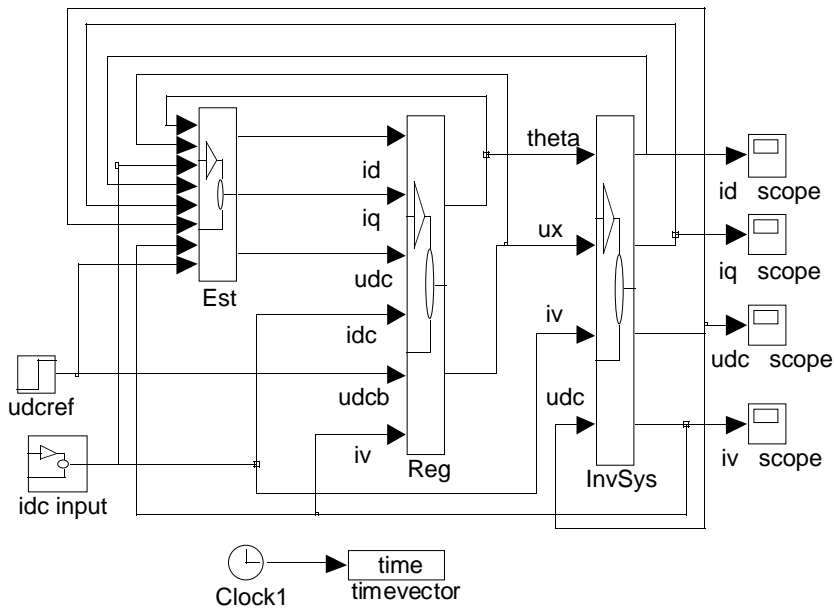 theta
id
id scope
iq
ux
iq scope
udc
Est
iv
idc
udc scope
udcref
udcb
udc
iv
Reg
iv scope
InvSys
idc input
time
Clock1
timevector